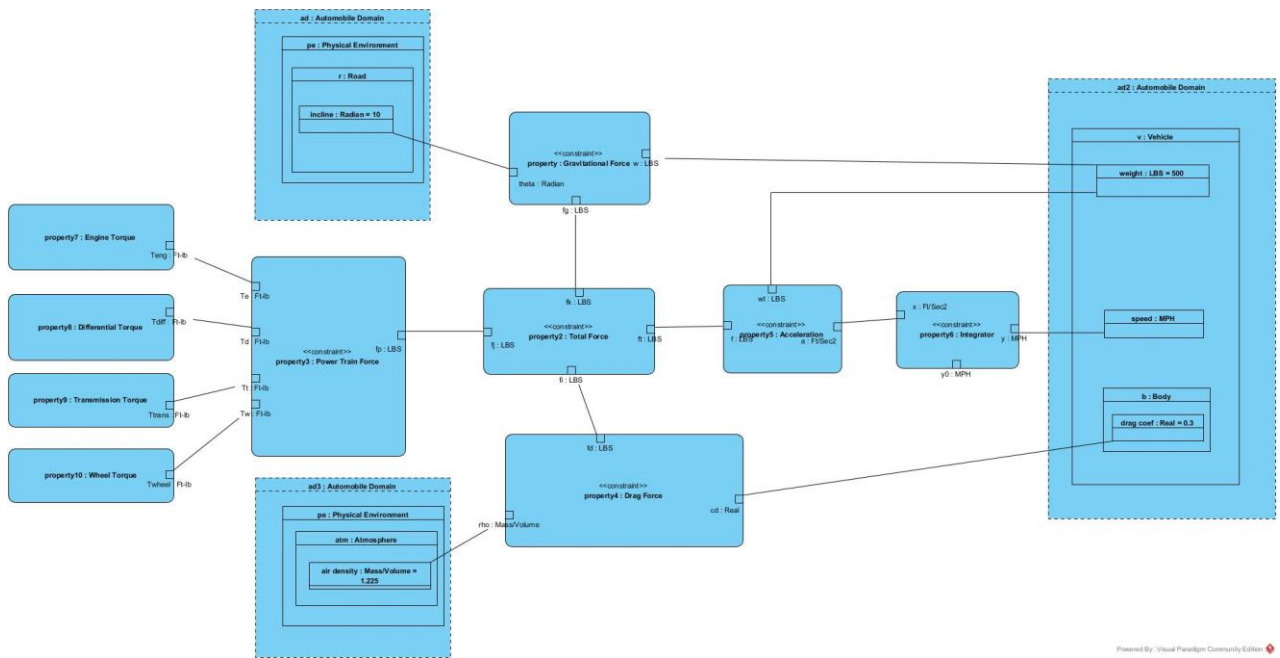 ad : Automobile Domain
pe : Physical Environment
r : Road
incline : Radian = 10
<<constraint>>
property : Gravitational Force
w : LBS
theta : Radian
fg : LBS
ad2 : Automobile Domain
v : Vehicle
weight : LBS = 500
speed : MPH
b : Body
drag coef : Real = 0.3
property7 : Engine Torque
Teng : Ft-lb
property8 : Differential Torque
Tdiff : Ft-lb
property9 : Transmission Torque
Ttrans : Ft-lb
property10 : Wheel Torque
Twheel : Ft-lb
Te : Ft-lb
Td : Ft-lb
<<constraint>>
property3 : Power Train Force
fp : LBS
Tt : Ft-lb
Tw : Ft-lb
fk : LBS
<<constraint>>
property2 : Total Force
fj : LBS
ft : LBS
fi : LBS
wt : LBS
<<constraint>>
property5 : Acceleration
f : LBS
a : Ft/Sec2
x : Ft/Sec2
<<constraint>>
property6 : Integrator
y : MPH
y0 : MPH
fd : LBS
<<constraint>>
property4 : Drag Force
cd : Real
rho : Mass/Volume
ad3 : Automobile Domain
pe : Physical Environment
atm : Atmosphere
air density : Mass/Volume =
1.225
Powered By : Visual Paradigm Community Edition